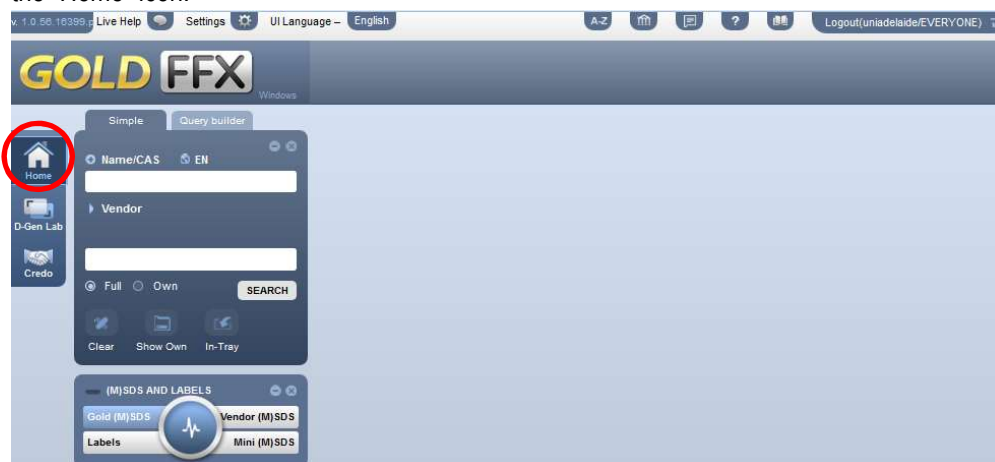 the 'Home' icon.
v. 1.0.56.16399.p Live Help Settings UI Language – English A-Z ? Logout(uniadelaide/EVERYONE)
GOLD FFX Windows
Simple Query builder
Name/CAS EN
Home
Vendor
D-Gen Lab
Credo
Full Own SEARCH
Clear Show Own In-Tray
(M)SDS AND LABELS
Gold (M)SDS Vendor (M)SDS
Labels Mini (M)SDS